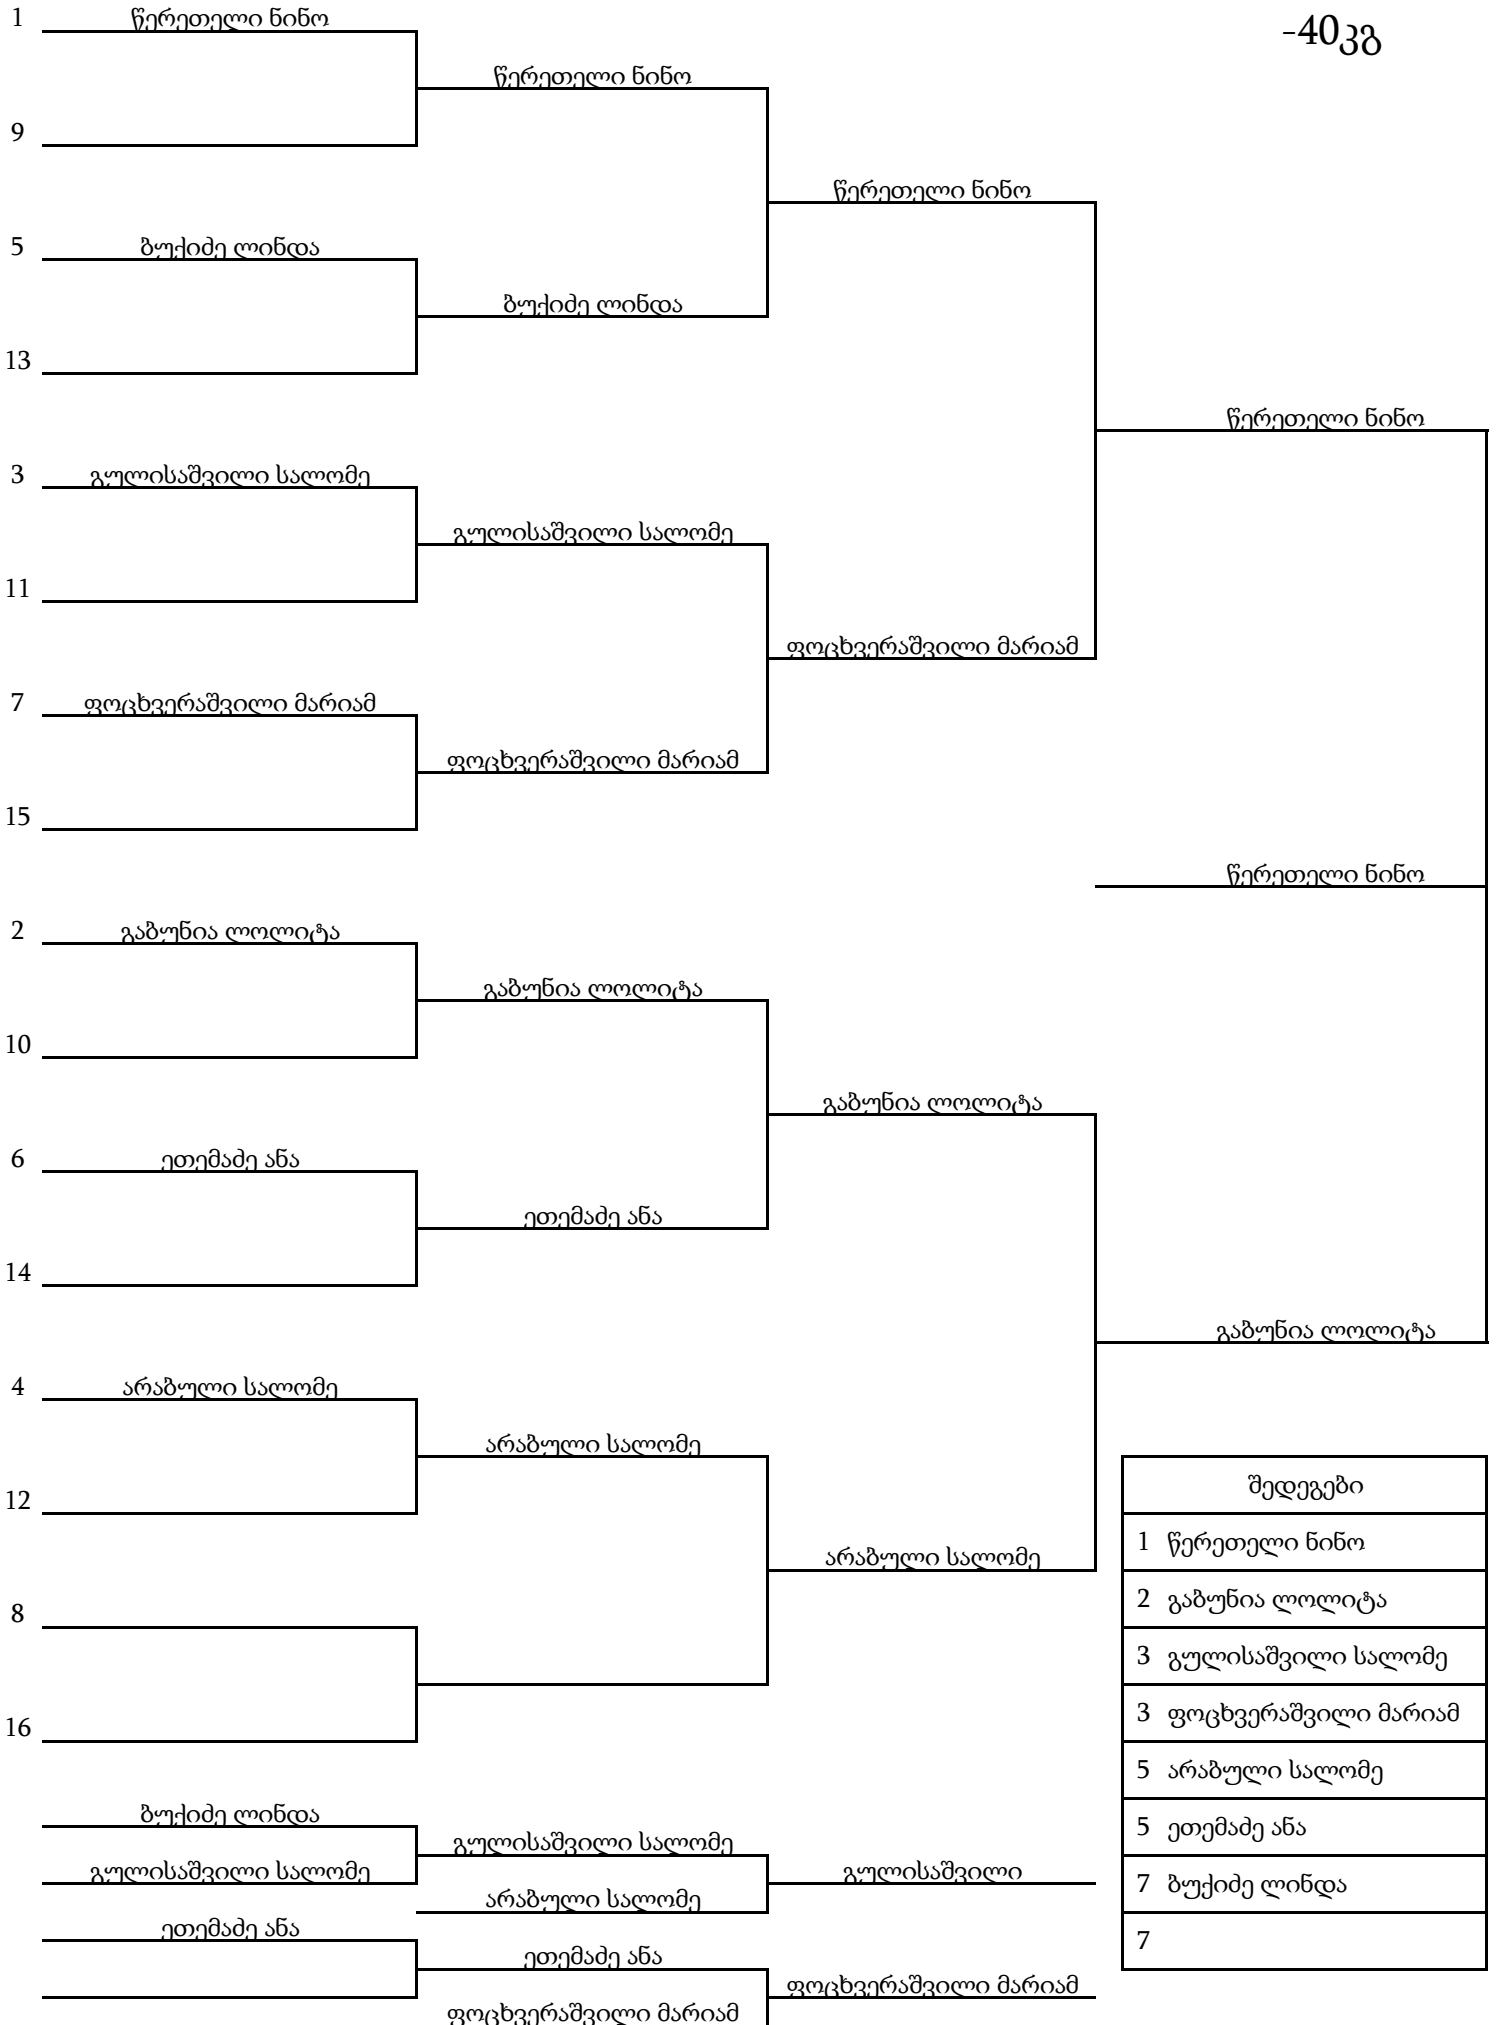 -40კგ
1 წერეთელი ნინო
წერეთელი ნინო
9
წერეთელი ნინო
5 ბუქიძე ლინდა
ბუქიძე ლინდა
13
წერეთელი ნინო
3 გულისაშვილი სალომე
გულისაშვილი სალომე
11
ფოცხვერაშვილი მარიამ
7 ფოცხვერაშვილი მარიამ
ფოცხვერაშვილი მარიამ
15
წერეთელი ნინო
2 გაბუნია ლოლიტა
გაბუნია ლოლიტა
10
გაბუნია ლოლიტა
6 ეთემაძე ანა
ეთემაძე ანა
14
გაბუნია ლოლიტა
4 არაბული სალომე
არაბული სალომე
12
არაბული სალომე
8
16
ბუქიძე ლინდა
გულისაშვილი სალომე
გულისაშვილი სალომე
გულისაშვილი
არაბული სალომე
ეთემაძე ანა
ეთემაძე ანა
ფოცხვერაშვილი მარიამ
ფოცხვერაშვილი მარიამ
შედეგები
1 წერეთელი ნინო
2 გაბუნია ლოლიტა
3 გულისაშვილი სალომე
3 ფოცხვერაშვილი მარიამ
5 არაბული სალომე
5 ეთემაძე ანა
7 ბუქიძე ლინდა
7